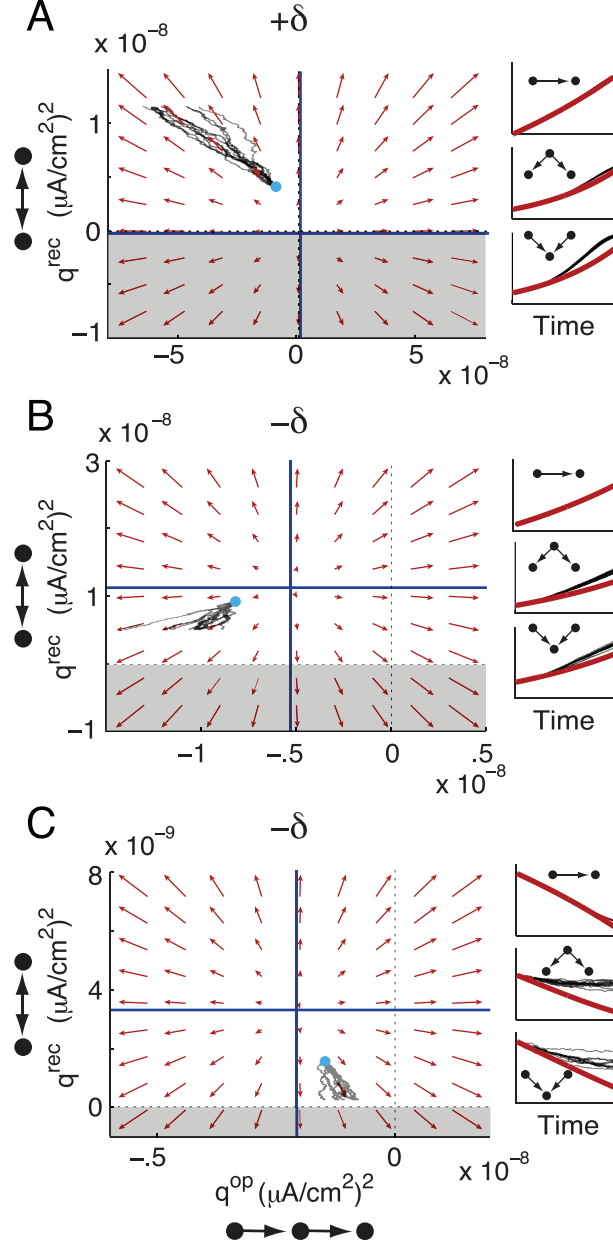 A
+δ
x 10⁻⁸
1
0
−1
q^rec (μA/cm²)²
−5
0
5
x 10⁻⁸
Time
B
−δ
x 10⁻⁸
3
1
−1
q^rec (μA/cm²)²
−1
−.5
0
.5
x 10⁻⁸
Time
C
−δ
x 10⁻⁹
8
4
0
q^rec (μA/cm²)²
−.5
0
x 10⁻⁸
q^op (μA/cm²)²
Time